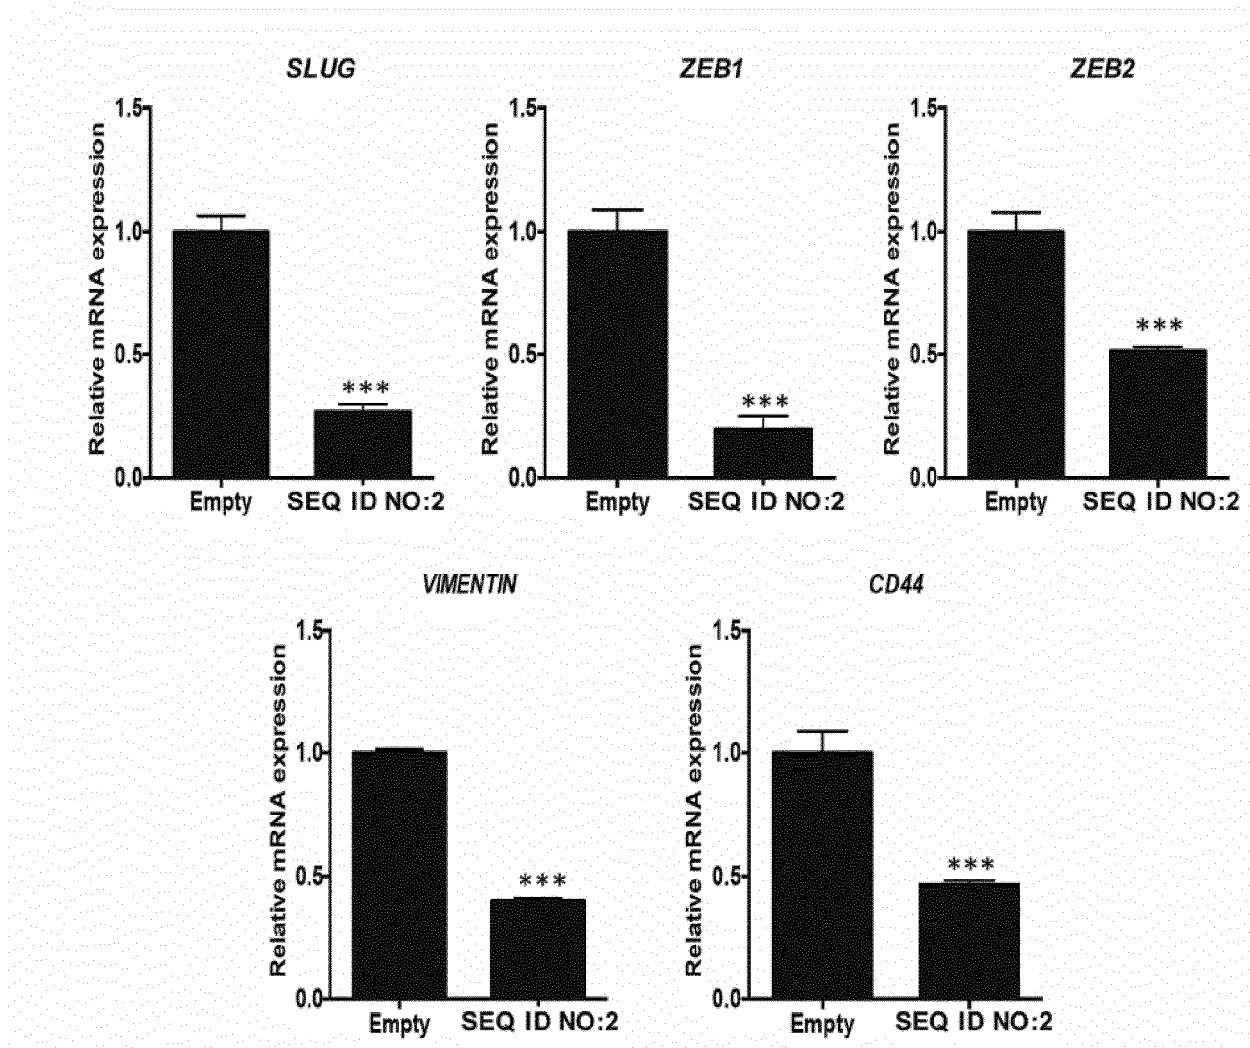 SLUG
Relative mRNA expression
1.5
1.0
0.5
0.0
***
Empty SEQ ID NO:2
ZEB1
Relative mRNA expression
1.5
1.0
0.5
0.0
***
Empty SEQ ID NO:2
ZEB2
Relative mRNA expression
1.5
1.0
0.5
0.0
***
Empty SEQ ID NO:2
VIMENTIN
Relative mRNA expression
1.5
1.0
0.5
0.0
***
Empty SEQ ID NO:2
CD44
Relative mRNA expression
1.5
1.0
0.5
0.0
***
Empty SEQ ID NO:2